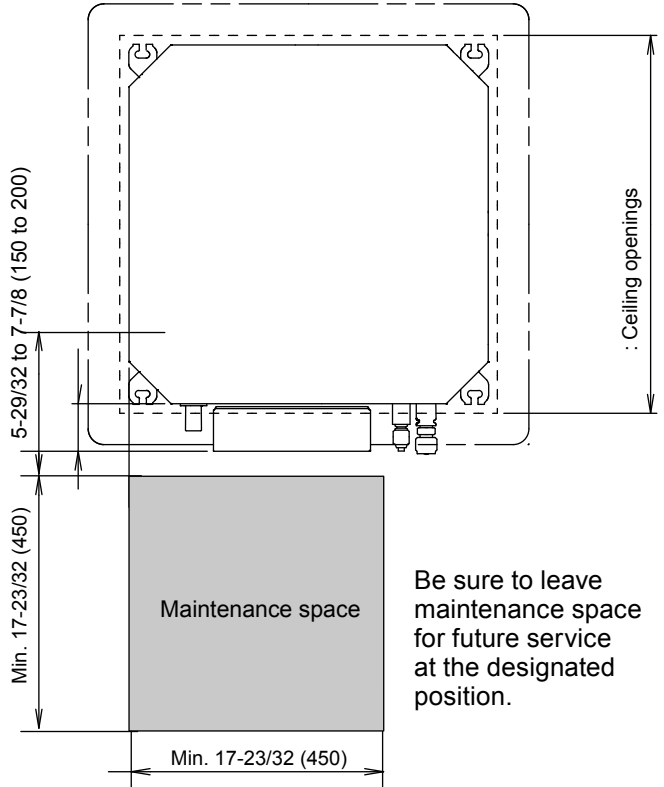 5-29/32 to 7-7/8 (150 to 200)
: Ceiling openings
Min. 17-23/32 (450)
Maintenance space
Be sure to leave
maintenance space
for future service
at the designated
position.
Min. 17-23/32 (450)